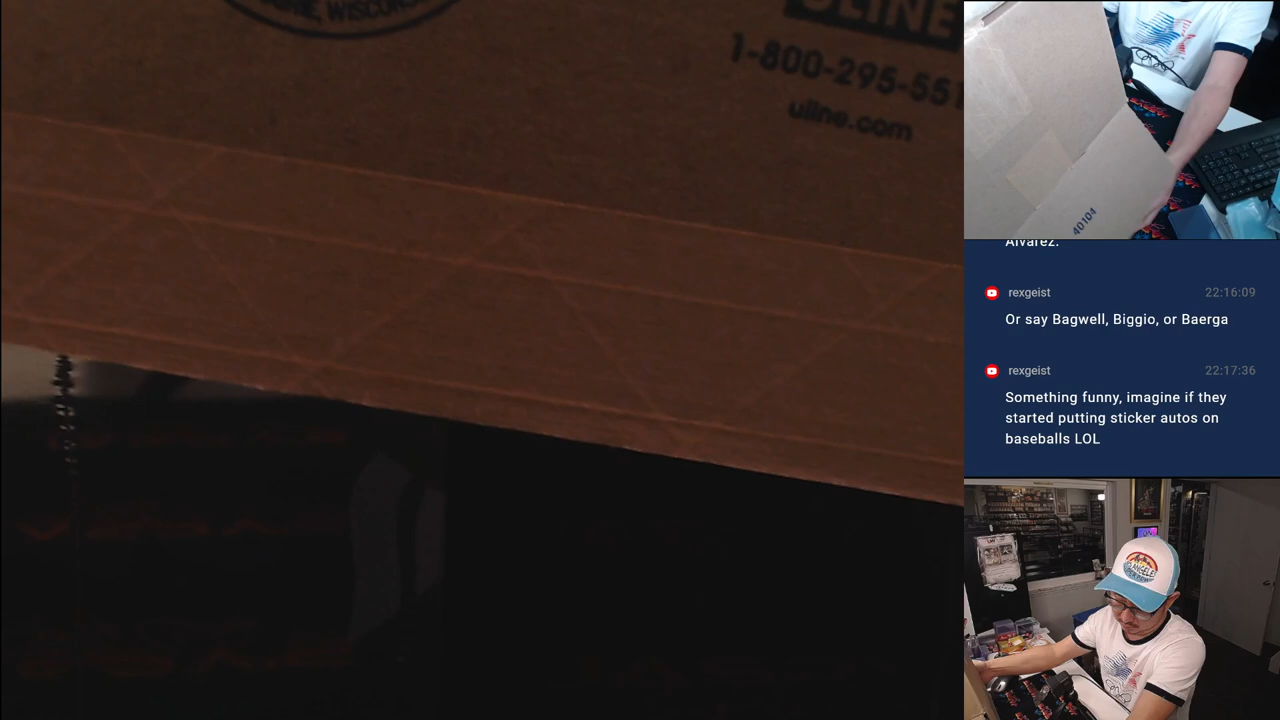 ULINE
1-800-295-551
uline.com
40104
Alvarez.
rexgeist
22:16:09
Or say Bagwell, Biggio, or Baerga
rexgeist
22:17:36
Something funny, imagine if they
started putting sticker autos on
baseballs LOL